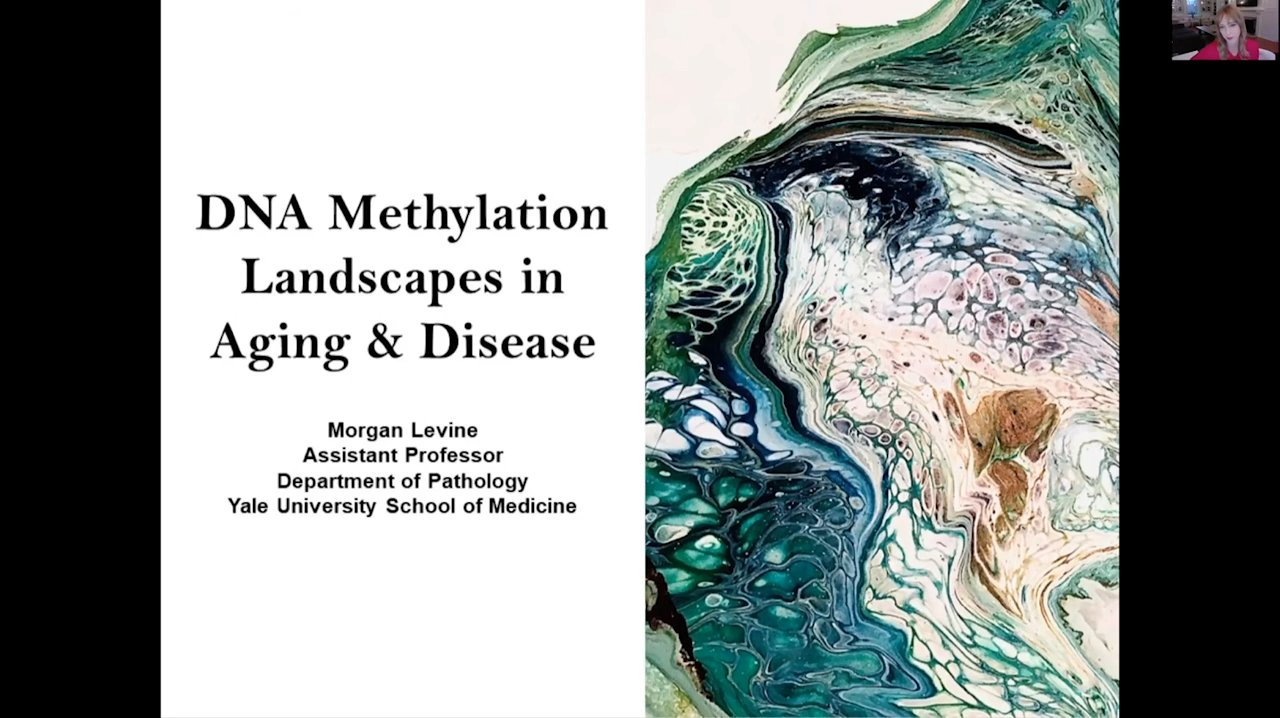 DNA Methylation
Landscapes in
Aging & Disease
Morgan Levine
Assistant Professor
Department of Pathology
Yale University School of Medicine